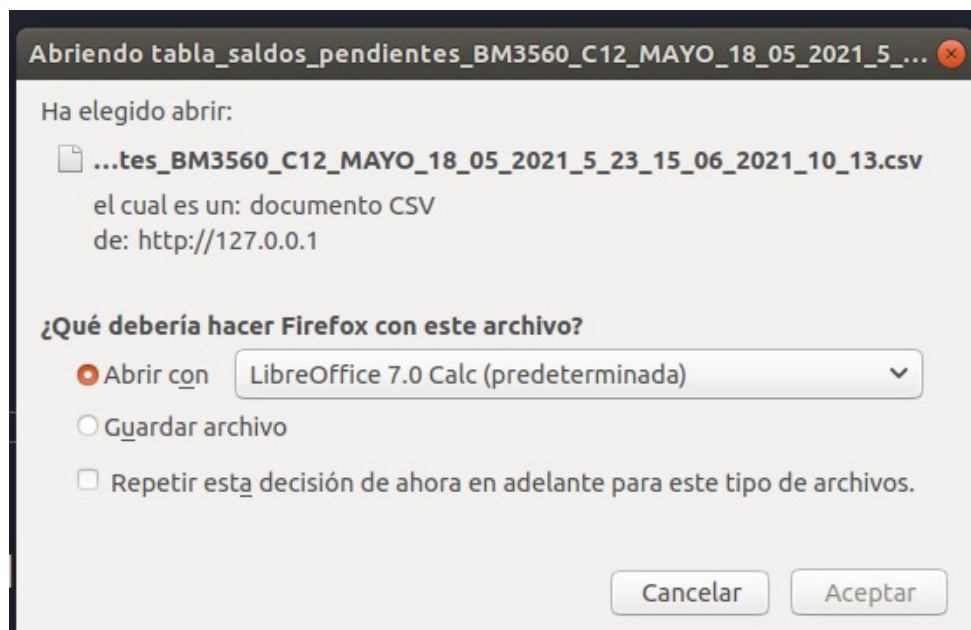 Abriendo tabla_saldos_pendientes_BM3560_C12_MAYO_18_05_2021_5_...
Ha elegido abrir:
...tes_BM3560_C12_MAYO_18_05_2021_5_23_15_06_2021_10_13.csv
el cual es un: documento CSV
de: http://127.0.0.1
¿Qué debería hacer Firefox con este archivo?
Abrir con LibreOffice 7.0 Calc (predeterminada)
Guardar archivo
Repetir esta decisión de ahora en adelante para este tipo de archivos.
Cancelar Aceptar